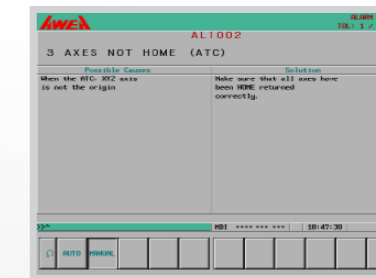 AWEA
ALARM
TOL: 1 /
AL1002
3 AXES NOT HOME (ATC)
Possible Causes
Solution
When the ATC. XYZ axis
is not the origin
Make sure that all axes have
been HOME returned
correctly.
>>^
MDI **** *** ***
10:47:30
AUTO
MANUAL